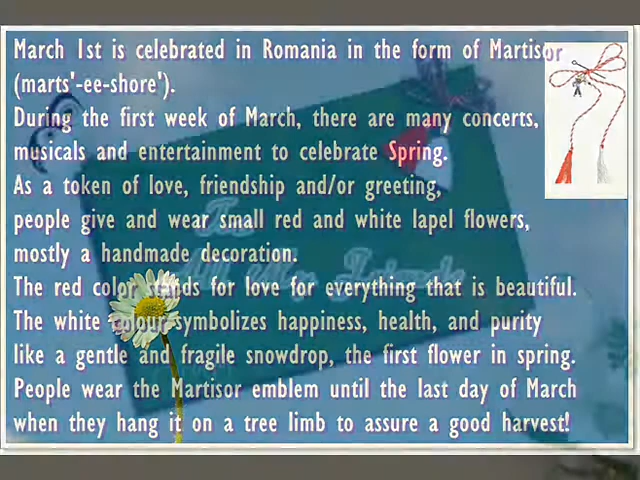 March 1st is celebrated in Romania in the form of Martisor
(marts'-ee-shore').
During the first week of March, there are many concerts,
musicals and entertainment to celebrate Spring.
As a token of love, friendship and/or greeting,
people give and wear small red and white lapel flowers,
mostly a handmade decoration.
The red color stands for love for everything that is beautiful.
The white colour symbolizes happiness, health, and purity
like a gentle and fragile snowdrop, the first flower in spring.
People wear the Martisor emblem until the last day of March
when they hang it on a tree limb to assure a good harvest!
To
All My Friends